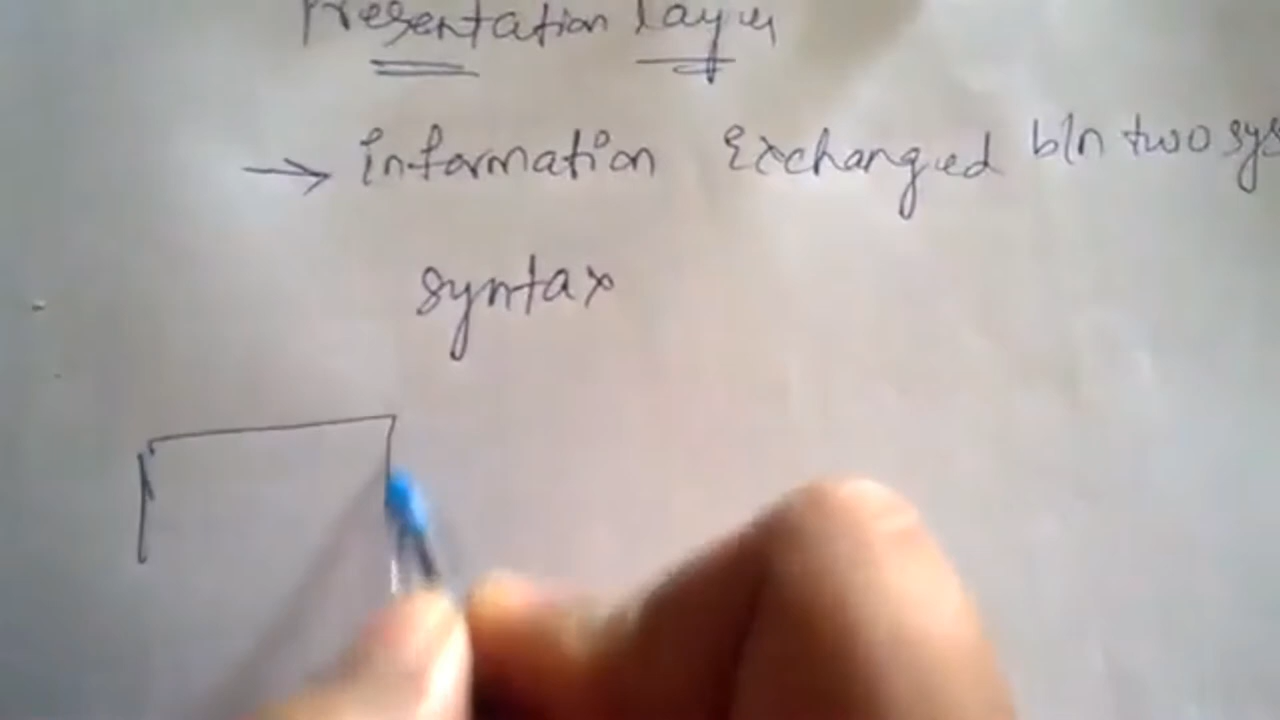 Presentation layer
→ information Exchanged b/n two sys
syntax